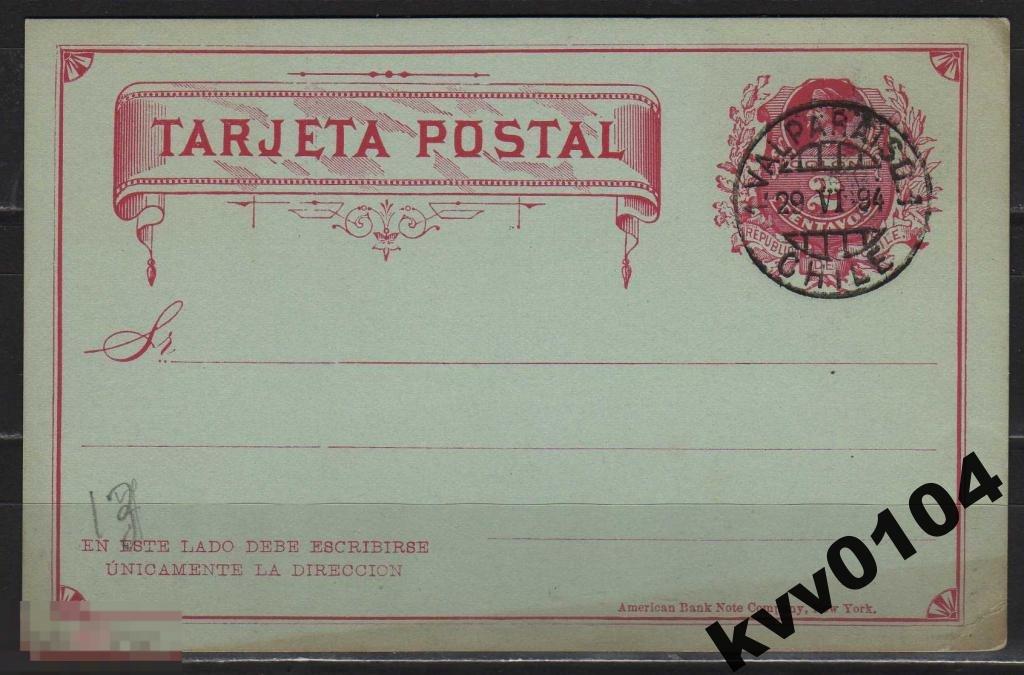 TARJETA POSTAL
VALPARAISO
29 VI 94
CHILE
CENTAVOS
REPUBLICA DE CHILE.
Sr.
EN ESTE LADO DEBE ESCRIBIRSE
ÚNICAMENTE LA DIRECCION
American Bank Note Company, New York.
kvv0104